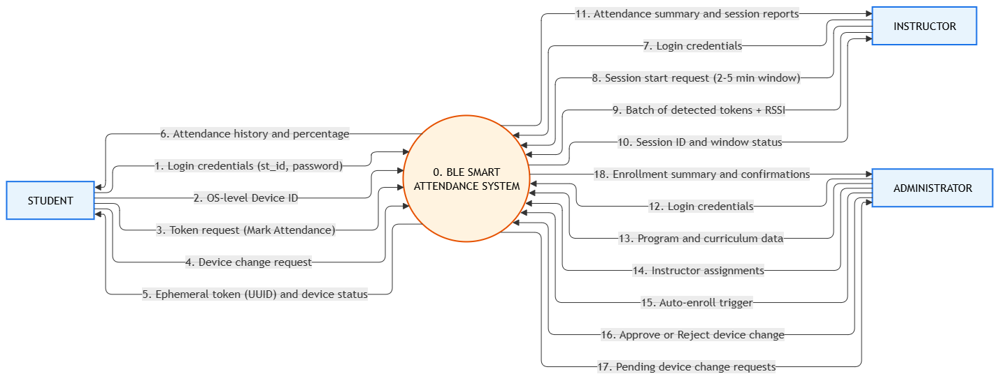 11. Attendance summary and session reports
INSTRUCTOR
7. Login credentials
8. Session start request (2-5 min window)
9. Batch of detected tokens + RSSI
10. Session ID and window status
6. Attendance history and percentage
1. Login credentials (st_id, password)
2. OS-level Device ID
STUDENT
3. Token request (Mark Attendance)
4. Device change request
5. Ephemeral token (UUID) and device status
0. BLE SMART
ATTENDANCE SYSTEM
18. Enrollment summary and confirmations
ADMINISTRATOR
12. Login credentials
13. Program and curriculum data
14. Instructor assignments
15. Auto-enroll trigger
16. Approve or Reject device change
17. Pending device change requests